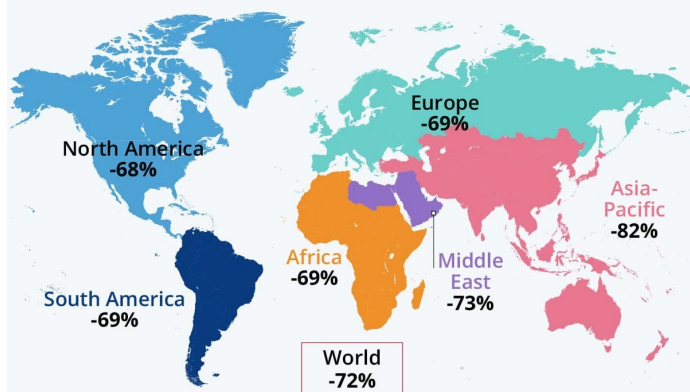 Europe
-69%
North America
-68%
Asia-
Pacific
-82%
Africa
-69%
Middle
East
-73%
South America
-69%
World
-72%